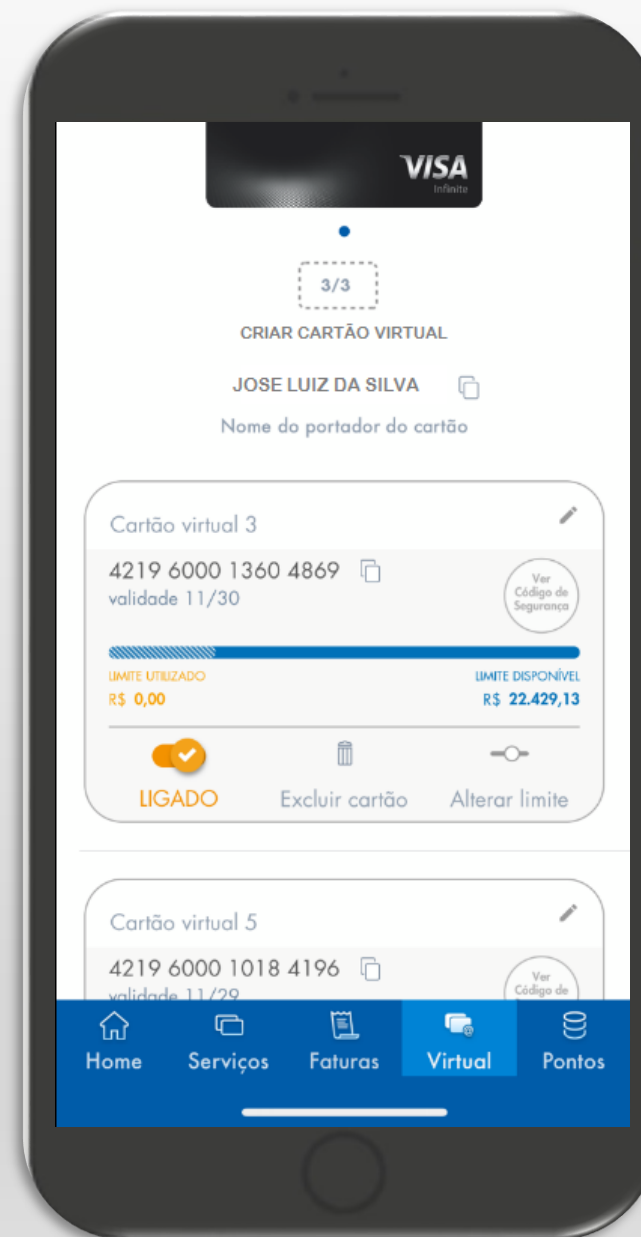 VISA
Infinite
3/3
CRIAR CARTÃO VIRTUAL
JOSE LUIZ DA SILVA
Nome do portador do cartão
Cartão virtual 3
4219 6000 1360 4869
validade 11/30
Ver
Código de
Segurança
LIMITE UTILIZADO
LIMITE DISPONÍVEL
R$ 0,00
R$ 22.429,13
LIGADO
Excluir cartão
Alterar limite
Cartão virtual 5
4219 6000 1018 4196
validade 11/29
Ver
Código de
Home
Serviços
Faturas
Virtual
Pontos